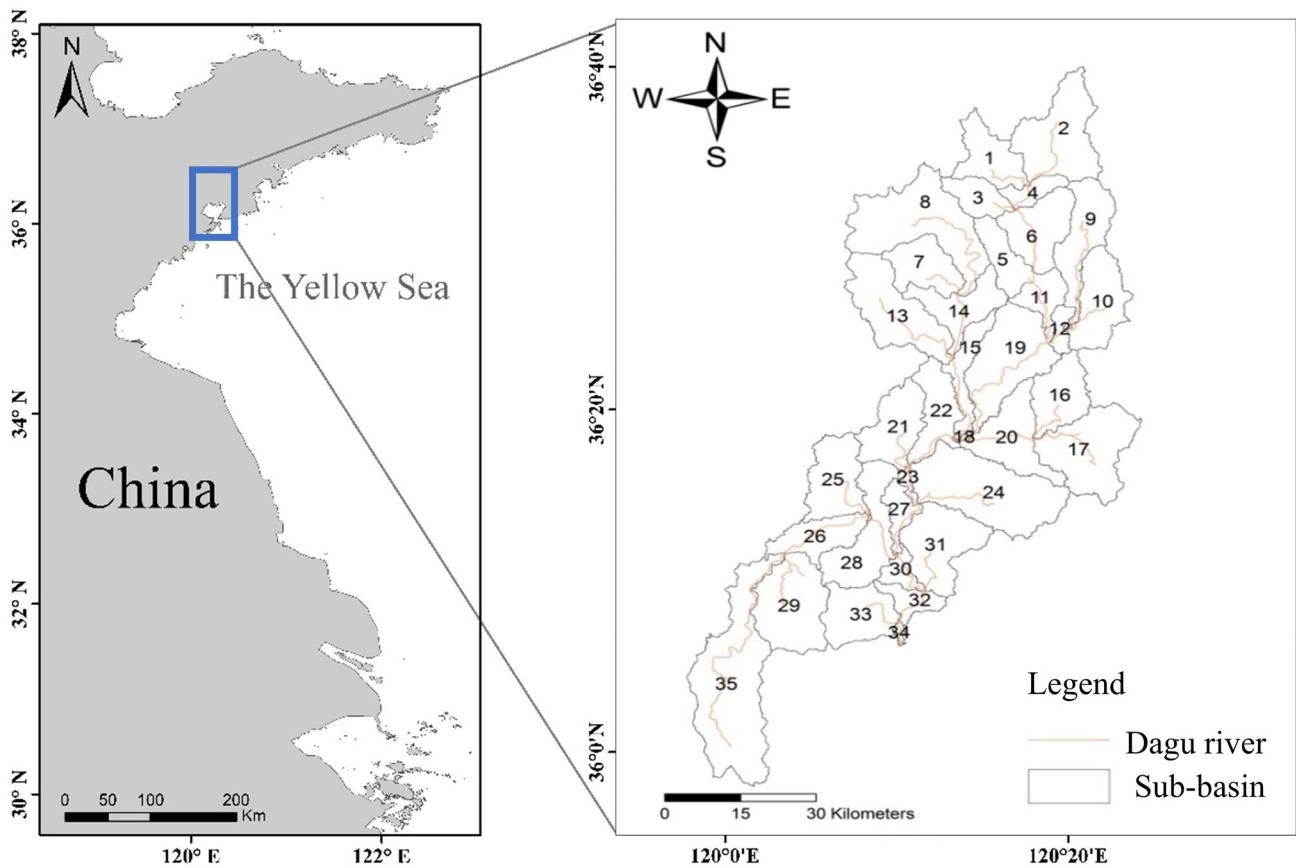 38° N
36° N
34° N
32° N
30° N
N
The Yellow Sea
China
0 50 100 200
Km
120° E
122° E
36°40'N
36°20'N
36°0'N
N
W
E
S
2
1
4
3
8
9
6
5
7
10
11
14
13
12
15
19
16
22
21
18
20
17
23
25
24
27
26
31
28
30
32
29
33
34
35
Legend
Dagu river
Sub-basin
0 15 30 Kilometers
120°0'E
120°20'E